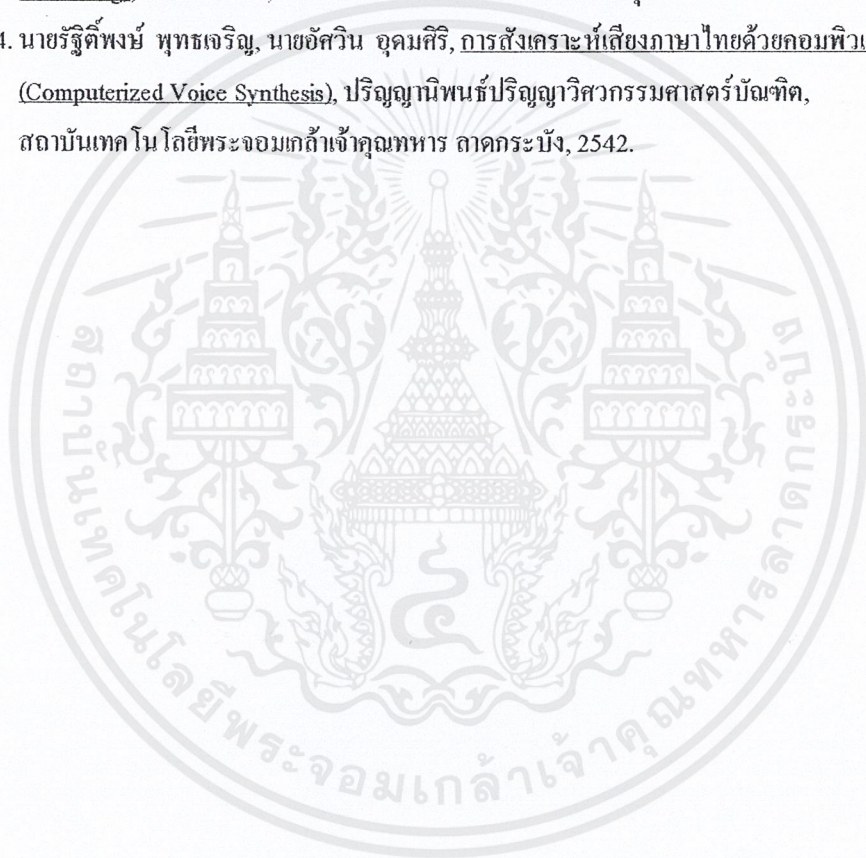 4. นายรัฐิติ์พงษ์ พุทธเจริญ, นายอัศวิน อุดมศิริ, การสังเคราะห์เสียงภาษาไทยด้วยคอมพิวเ
(Computerized Voice Synthesis), ปริญญานิพนธ์ปริญญาวิศวกรรมศาสตร์บัณฑิต,
สถาบันเทคโนโลยีพระจอมเกล้าเจ้าคุณทหาร ลาดกระบัง, 2542.
สถาบันเทคโนโลยีพระจอมเกล้าเจ้าคุณทหารลาดกระบัง
๔